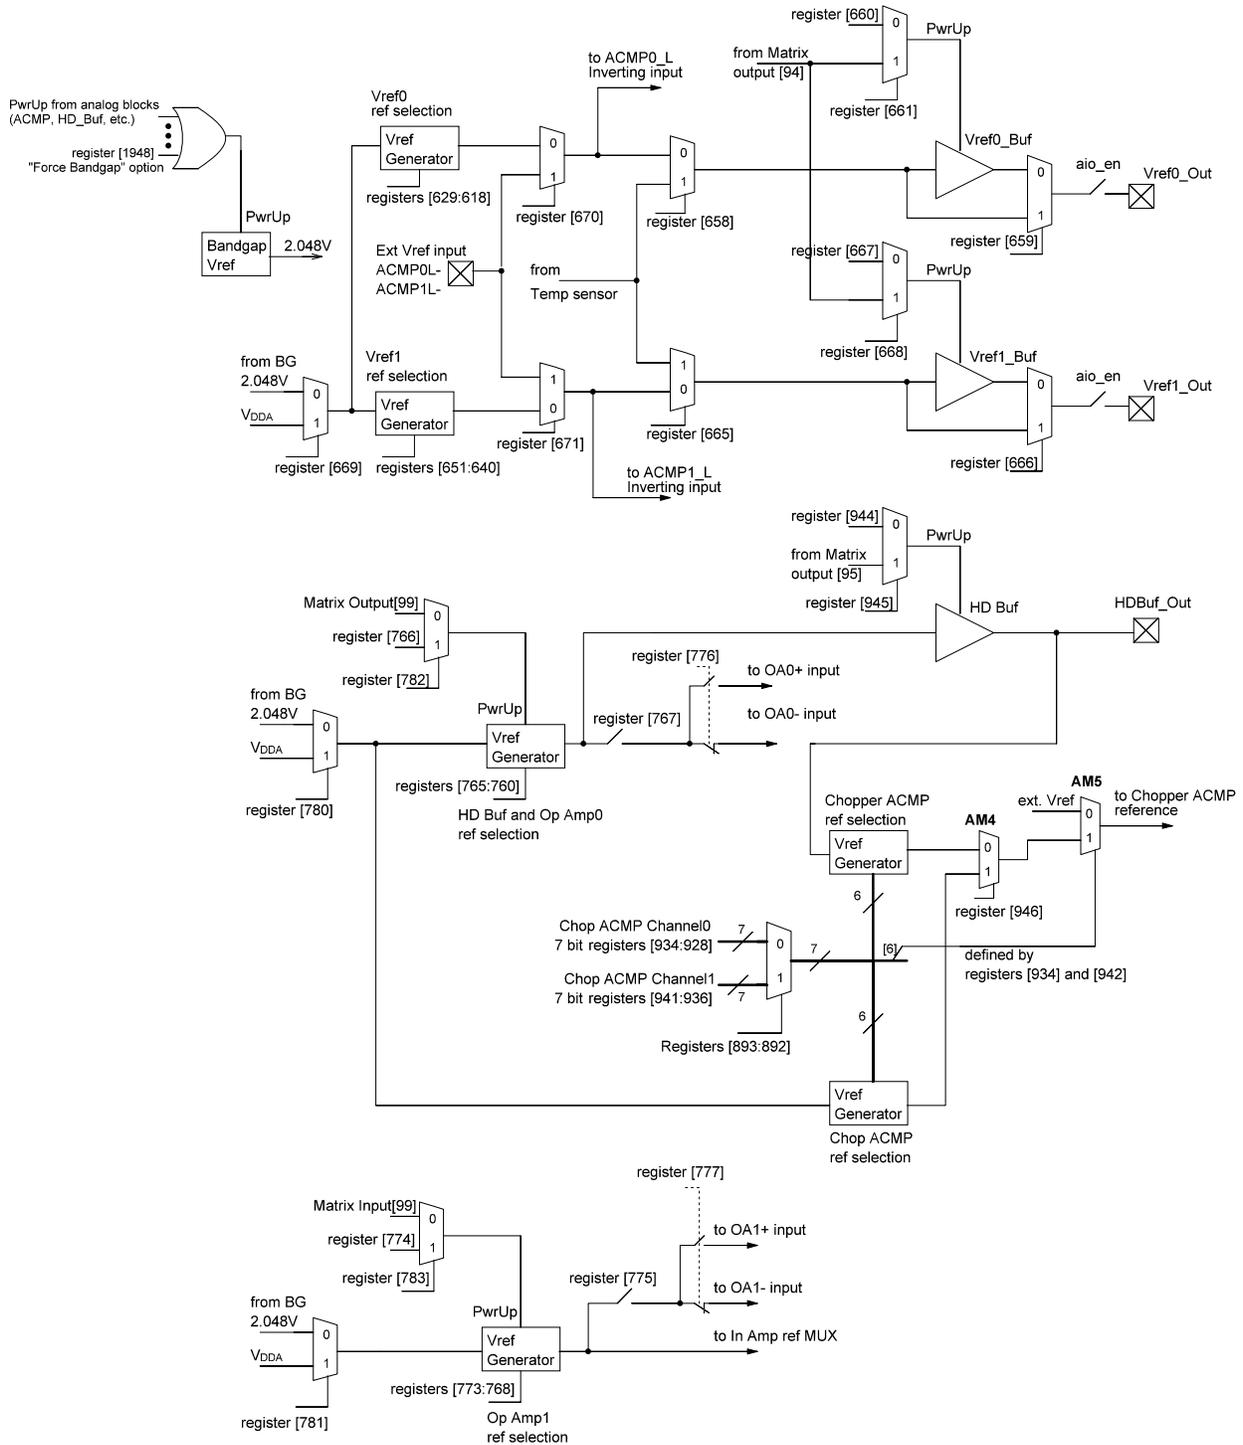 register [660]
0
PwrUp
from Matrix
output [94]
1
register [661]
to ACMP0_L
Inverting input
PwrUp from analog blocks
(ACMP, HD_Buf, etc.)
register [1948]
"Force Bandgap" option
PwrUp
Bandgap
Vref
2.048V
Vref0
ref selection
Vref
Generator
registers [629:618]
0
1
register [670]
0
1
register [658]
Vref0_Buf
0
1
register [659]
aio_en
Vref0_Out
Ext Vref input
ACMP0L-
ACMP1L-
from
Temp sensor
register [667]
0
1
PwrUp
register [668]
from BG
2.048V
VDDA
0
1
register [669]
Vref1
ref selection
Vref
Generator
registers [651:640]
1
0
register [671]
1
0
register [665]
Vref1_Buf
0
1
register [666]
aio_en
Vref1_Out
to ACMP1_L
Inverting input
register [944]
0
PwrUp
from Matrix
output [95]
1
register [945]
HD Buf
HDBuf_Out
Matrix Output[99]
0
register [766]
1
register [782]
PwrUp
from BG
2.048V
VDDA
0
1
register [780]
Vref
Generator
registers [765:760]
HD Buf and Op Amp0
ref selection
register [767]
register [776]
to OA0+ input
to OA0- input
Chopper ACMP
ref selection
Vref
Generator
AM4
0
1
register [946]
AM5
ext. Vref
0
1
to Chopper ACMP
reference
6
Chop ACMP Channel0
7 bit registers [934:928]
7
0
Chop ACMP Channel1
7 bit registers [941:936]
7
1
Registers [893:892]
7
[6]
defined by
registers [934] and [942]
6
Vref
Generator
Chop ACMP
ref selection
register [777]
Matrix Input[99]
0
register [774]
1
register [783]
PwrUp
from BG
2.048V
VDDA
0
1
register [781]
Vref
Generator
registers [773:768]
Op Amp1
ref selection
register [775]
to OA1+ input
to OA1- input
to In Amp ref MUX